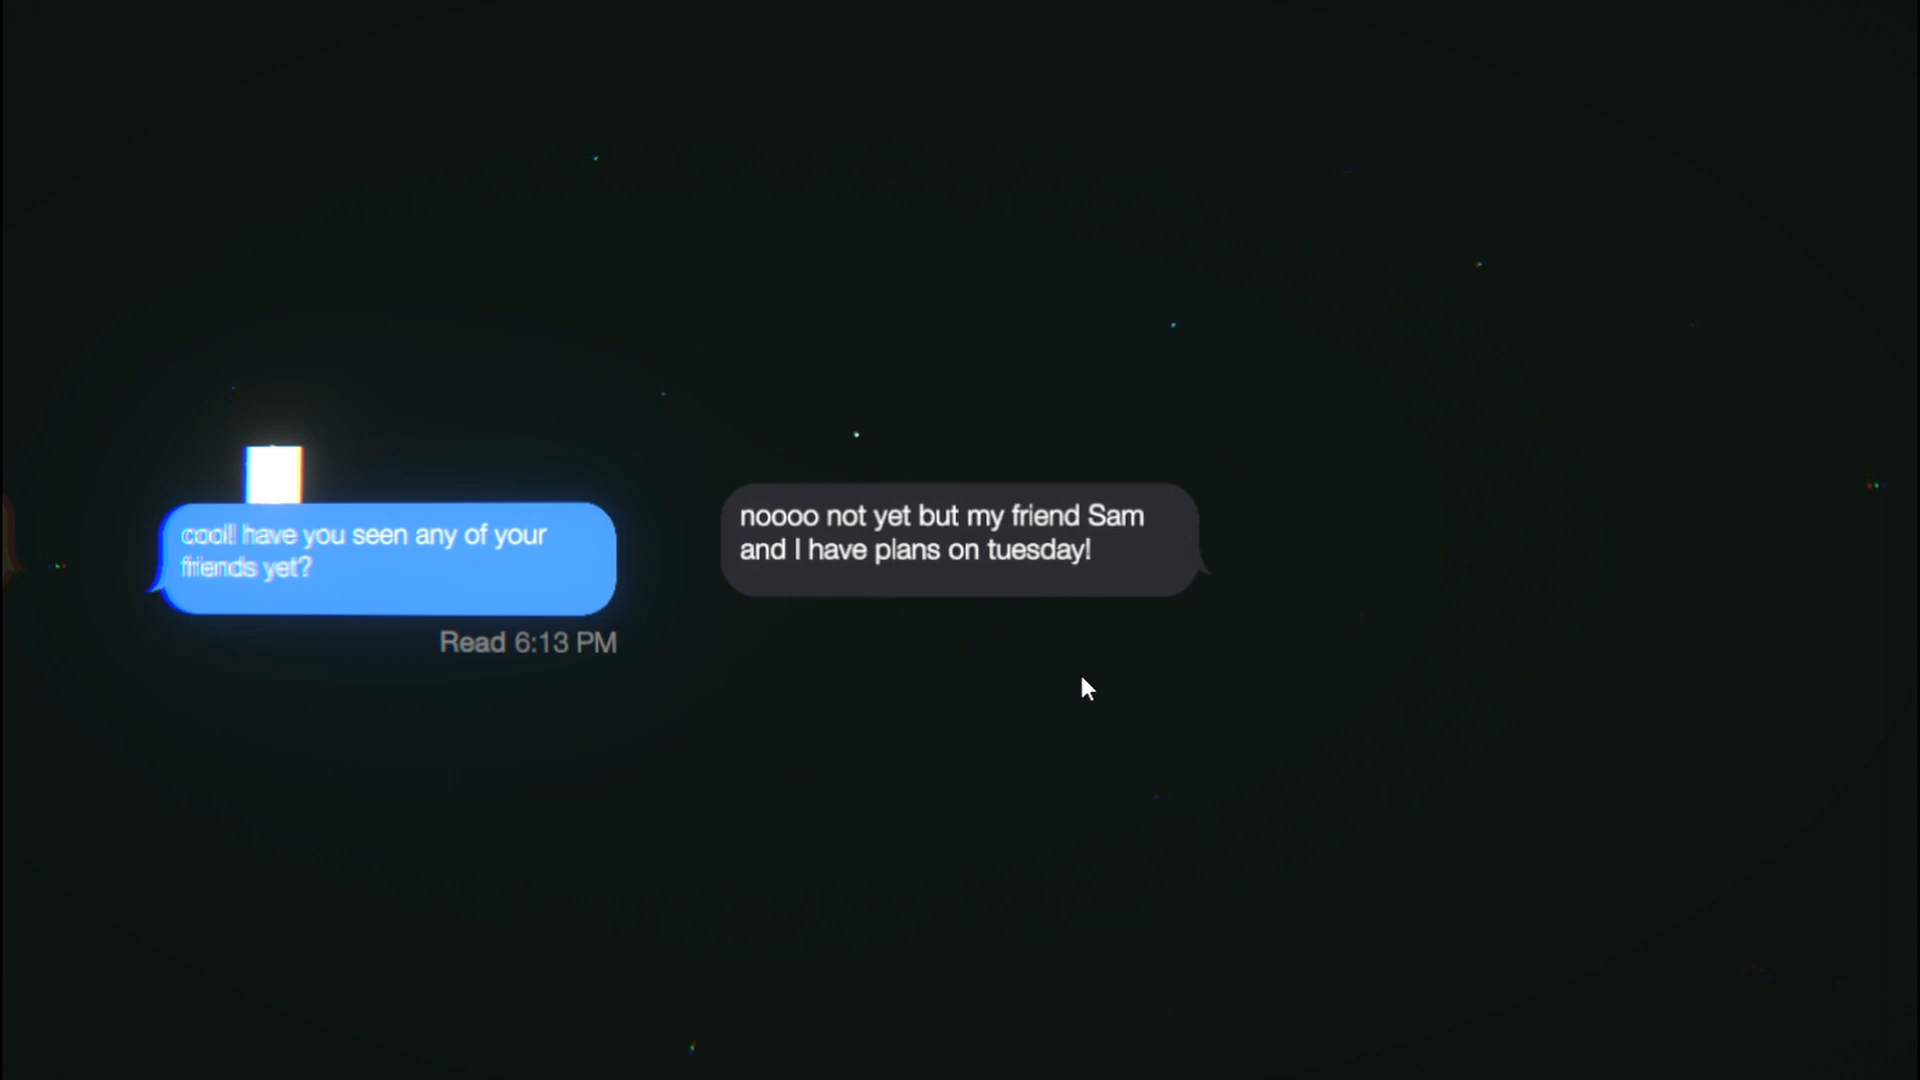 cool! have you seen any of your
friends yet?
Read 6:13 PM
noooo not yet but my friend Sam
and I have plans on tuesday!